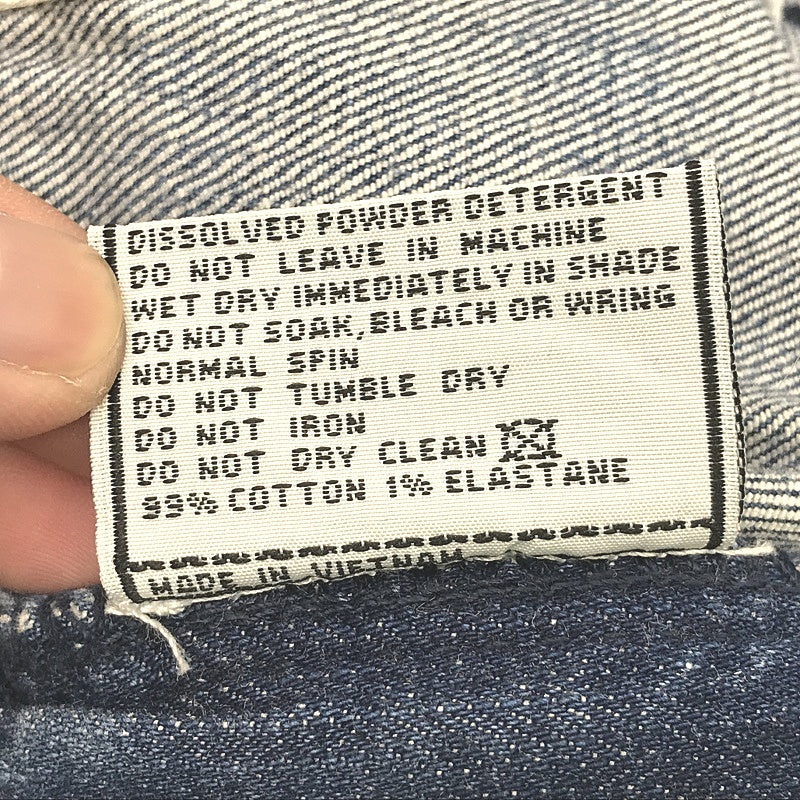 DISSOLVED POWDER DETERGENT
DO NOT LEAVE IN MACHINE
WET DRY IMMEDIATELY IN SHADE
DO NOT SOAK, BLEACH OR WRING
NORMAL SPIN
DO NOT TUMBLE DRY
DO NOT IRON
DO NOT DRY CLEAN
99% COTTON 1% ELASTANE
MADE IN VIETNAM